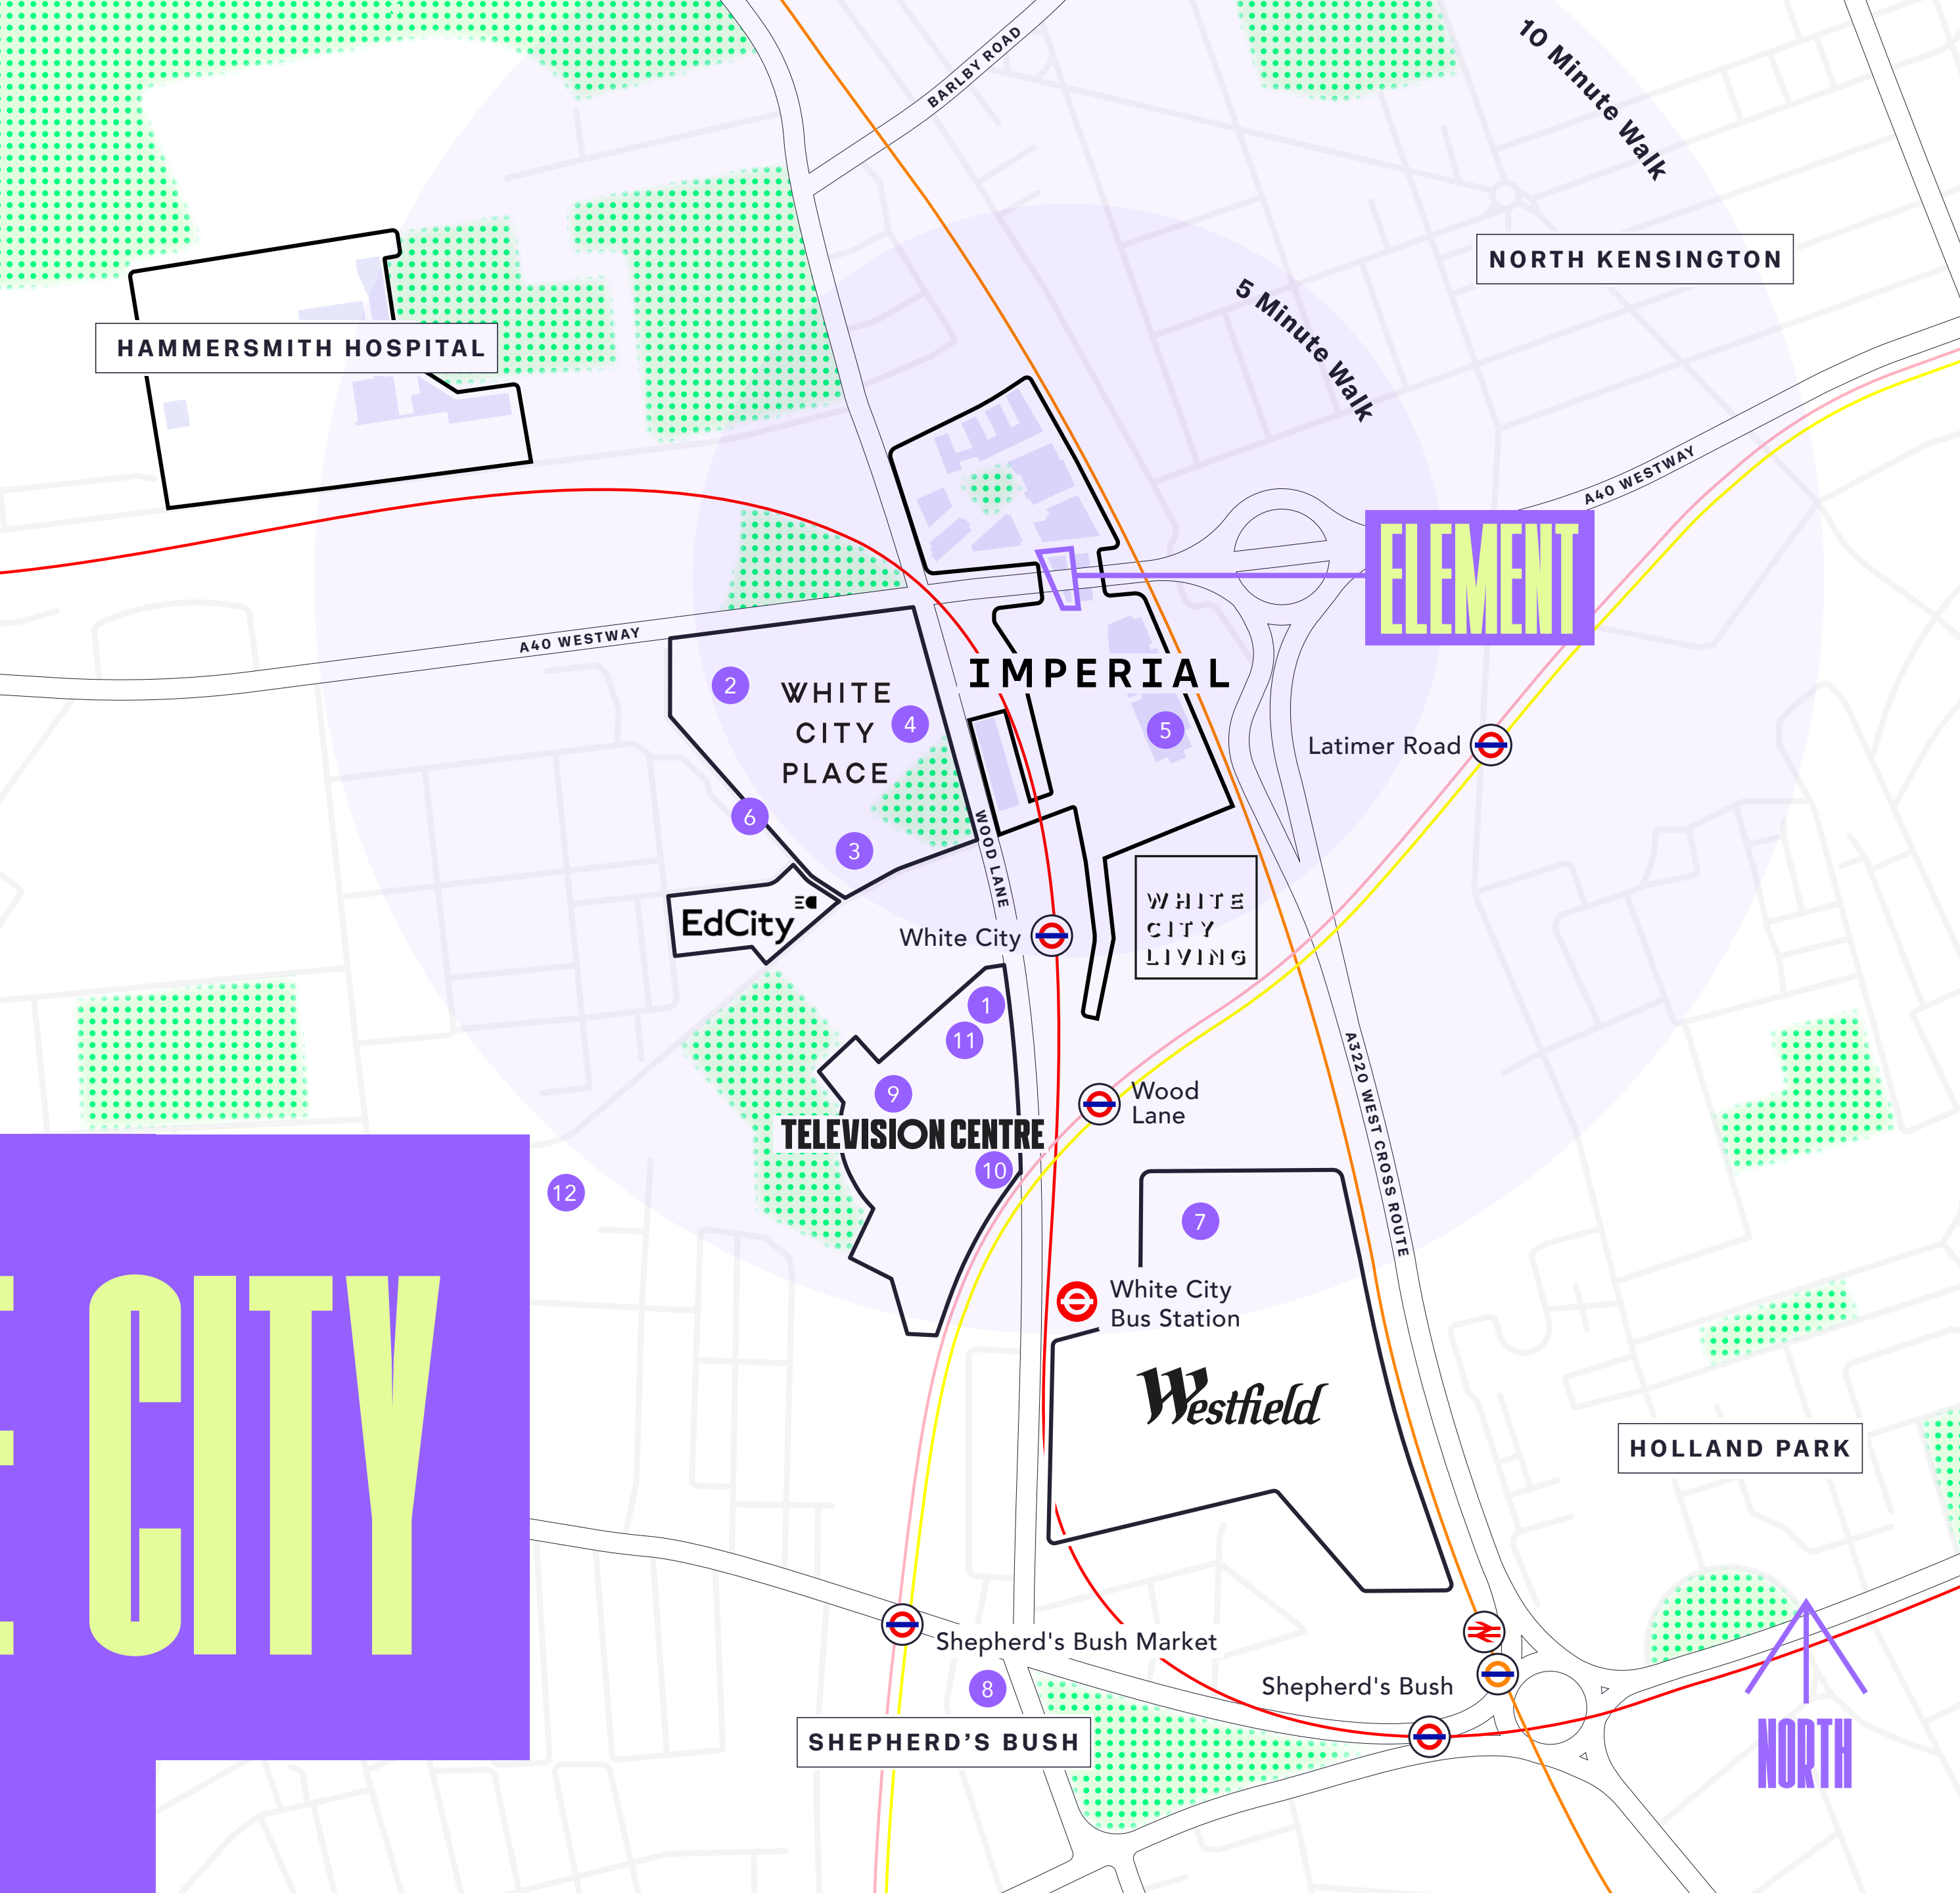 10 Minute Walk
BARLBY ROAD
NORTH KENSINGTON
5 Minute Walk
HAMMERSMITH HOSPITAL
A40 WESTWAY
ELEMENT
A40 WESTWAY
IMPERIAL
2
WHITE
CITY
PLACE
4
5
Latimer Road
6
3
WOOD LANE
EdCity
WHITE
CITY
LIVING
White City
1
11
9
Wood
Lane
A3220 WEST CROSS ROUTE
TELEVISION CENTRE
10
12
7
White City
Bus Station
CITY
Westfield
HOLLAND PARK
Shepherd's Bush Market
8
Shepherd's Bush
SHEPHERD’S BUSH
NORTH